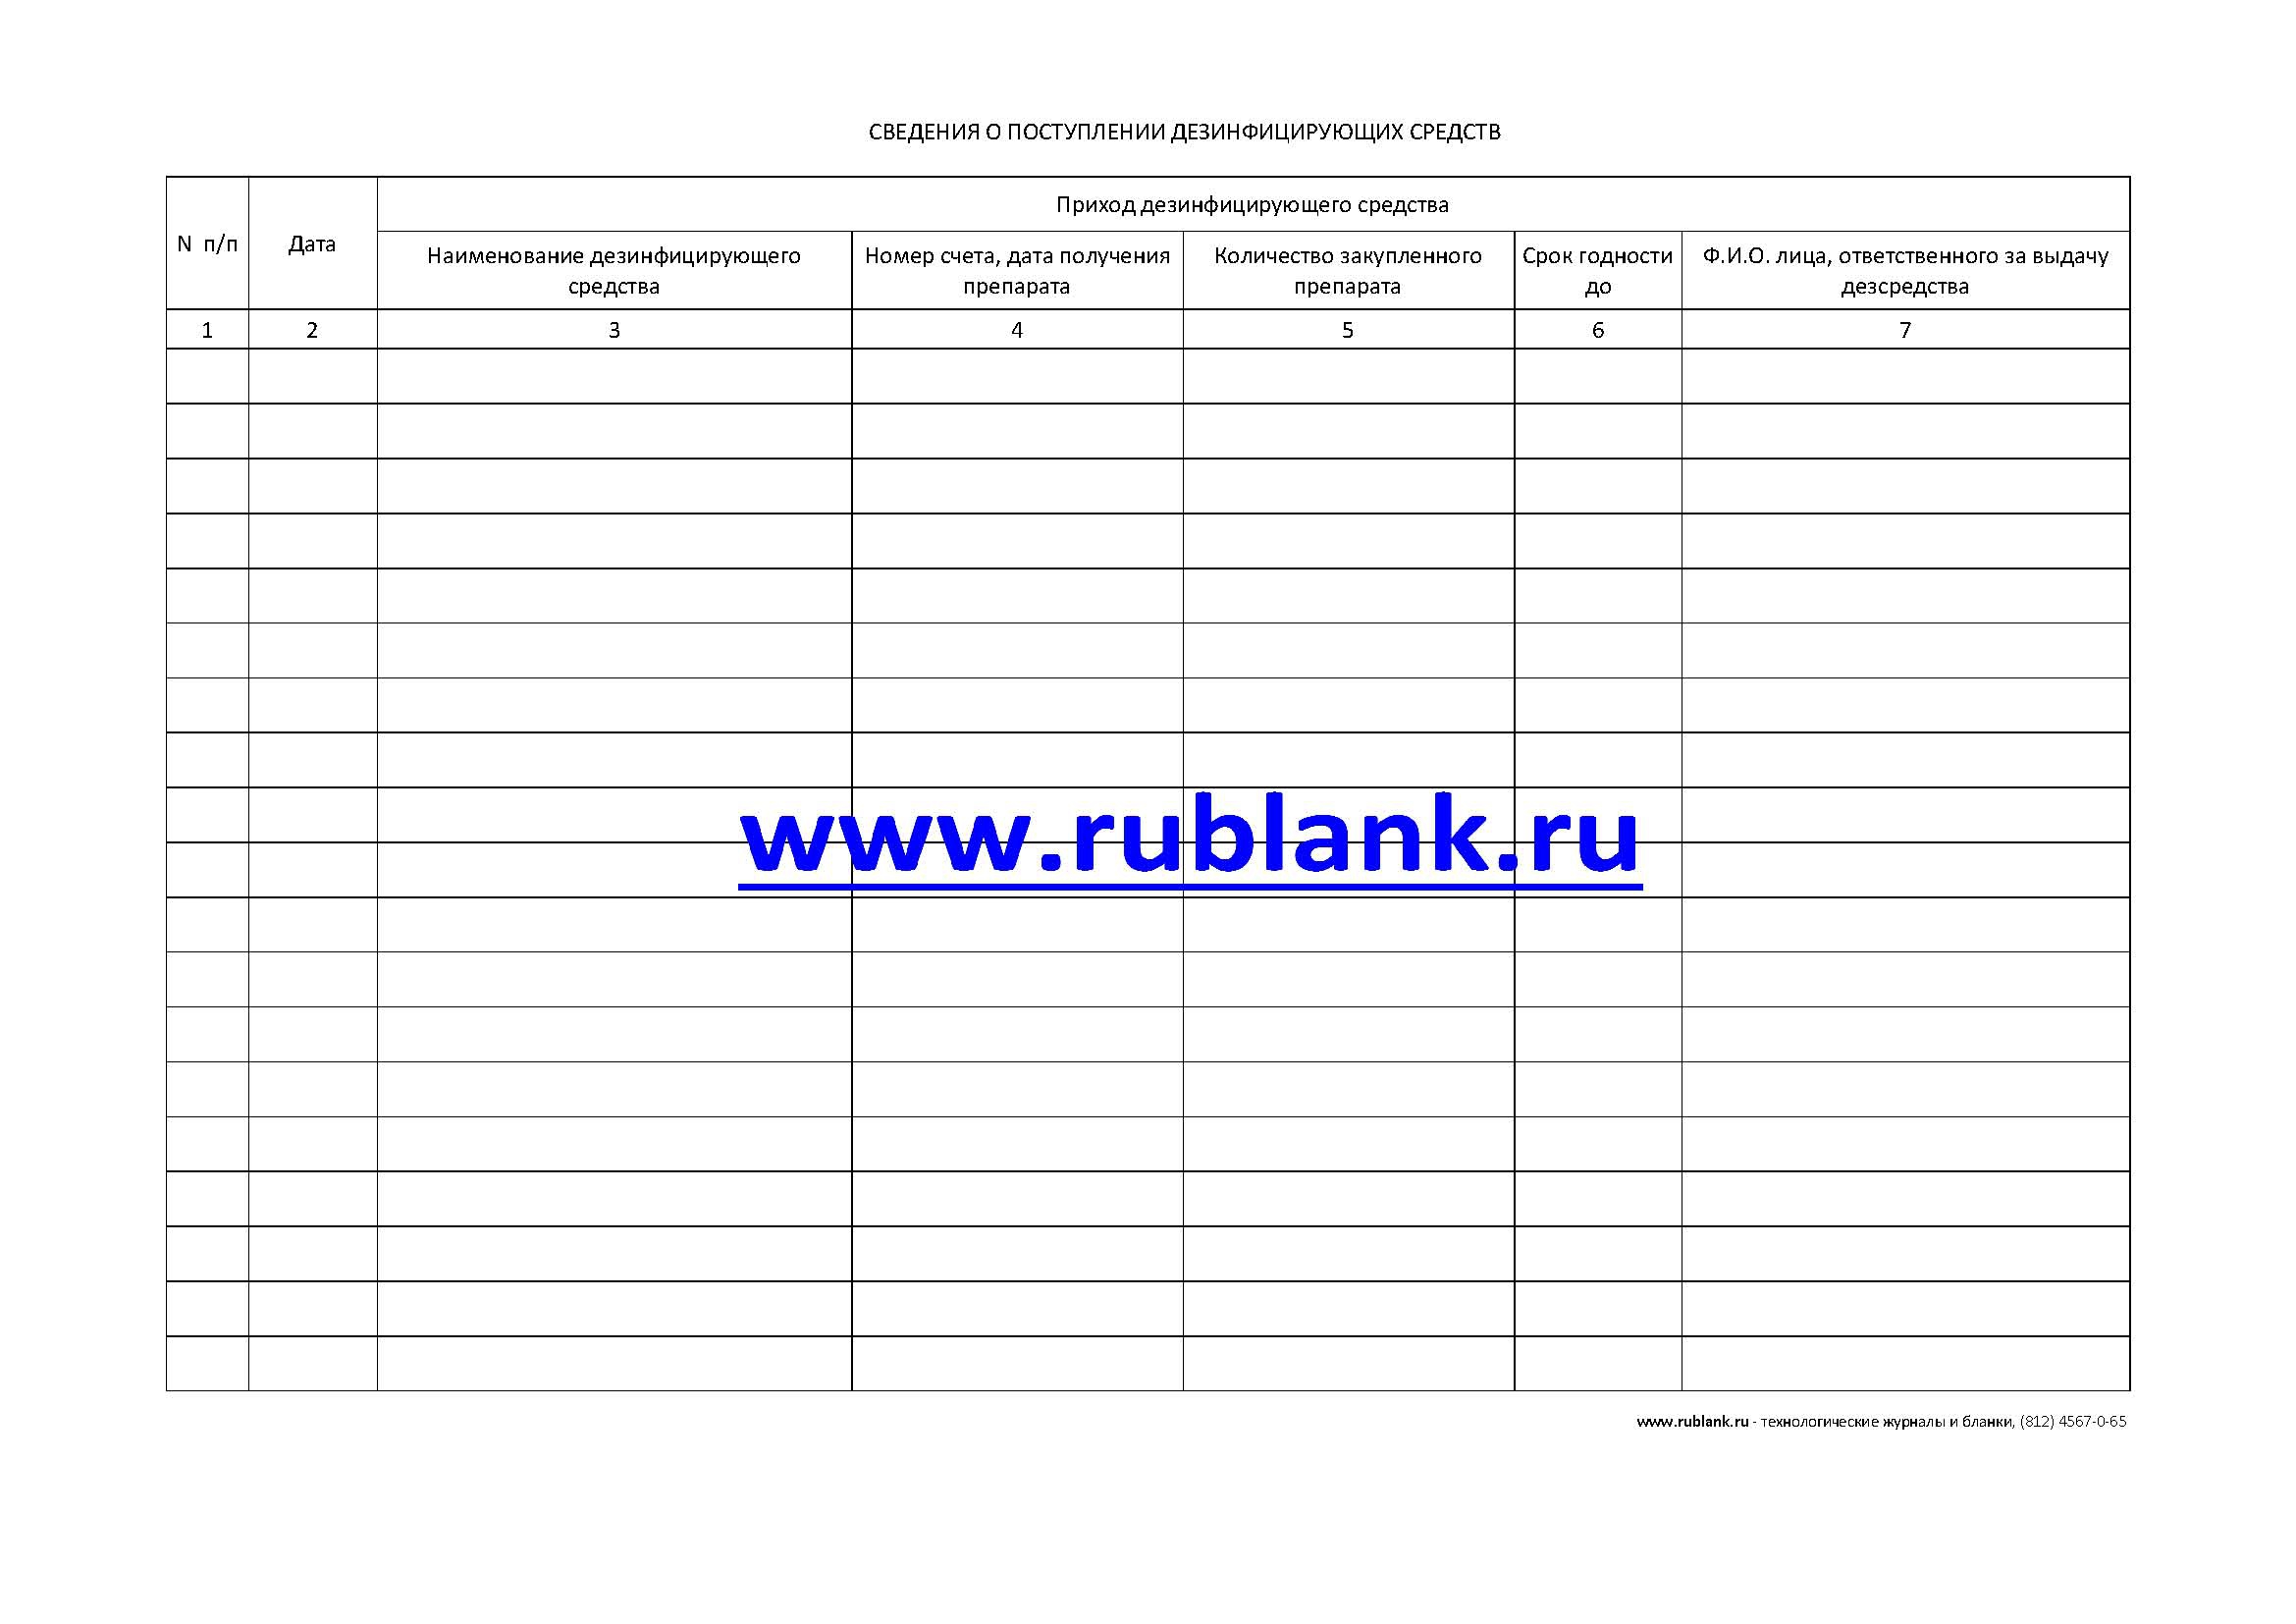 СВЕДЕНИЯ О ПОСТУПЛЕНИИ ДЕЗИНФИЦИРУЮЩИХ СРЕДСТВ
N п/п
Дата
Приход дезинфицирующего средства
Наименование дезинфицирующего
средства
Номер счета, дата получения
препарата
Количество закупленного
препарата
Срок годности
до
Ф.И.О. лица, ответственного за выдачу
дезсредства
1 2 3 4 5 6 7
www.rublank.ru
www.rublank.ru - технологические журналы и бланки, (812) 4567-0-65